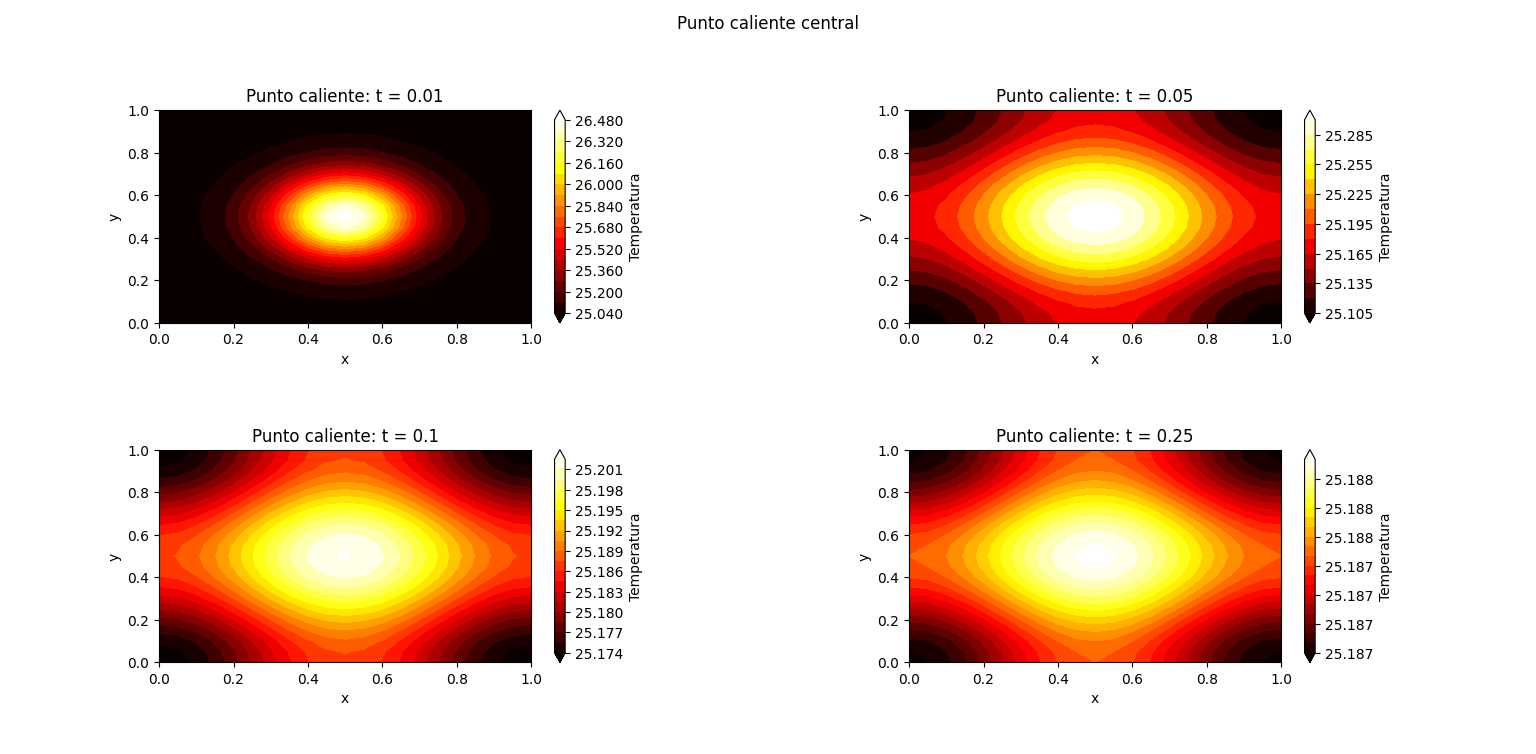 Punto caliente central
Punto caliente: t = 0.01
1.0
0.8
0.6
0.4
0.2
0.0
y
0.0 0.2 0.4 0.6 0.8 1.0
x
26.480
26.320
26.160
26.000
25.840
25.680
25.520
25.360
25.200
25.040
Temperatura
Punto caliente: t = 0.05
1.0
0.8
0.6
0.4
0.2
0.0
y
0.0 0.2 0.4 0.6 0.8 1.0
x
25.285
25.255
25.225
25.195
25.165
25.135
25.105
Temperatura
Punto caliente: t = 0.1
1.0
0.8
0.6
0.4
0.2
0.0
y
0.0 0.2 0.4 0.6 0.8 1.0
x
25.201
25.198
25.195
25.192
25.189
25.186
25.183
25.180
25.177
25.174
Temperatura
Punto caliente: t = 0.25
1.0
0.8
0.6
0.4
0.2
0.0
y
0.0 0.2 0.4 0.6 0.8 1.0
x
25.188
25.188
25.188
25.187
25.187
25.187
25.187
Temperatura